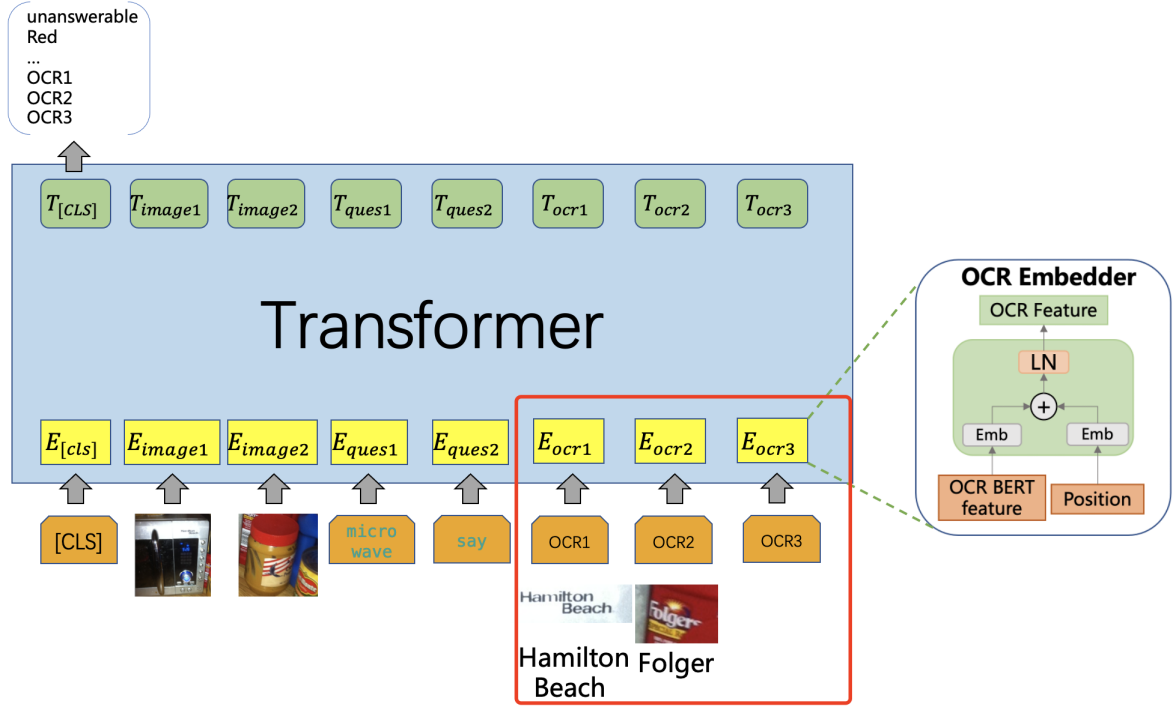 unanswerable
Red
...
OCR1
OCR2
OCR3
T[CLS] Timage1 Timage2 Tques1 Tques2 Tocr1 Tocr2 Tocr3
Transformer
E[cls] Eimage1 Eimage2 Eques1 Eques2 Eocr1 Eocr2 Eocr3
[CLS] micro
wave say OCR1 OCR2 OCR3
Hamilton
Beach
Folgers
Hamilton
Beach
Folger
OCR Embedder
OCR Feature
LN
+
Emb Emb
OCR BERT
feature
Position